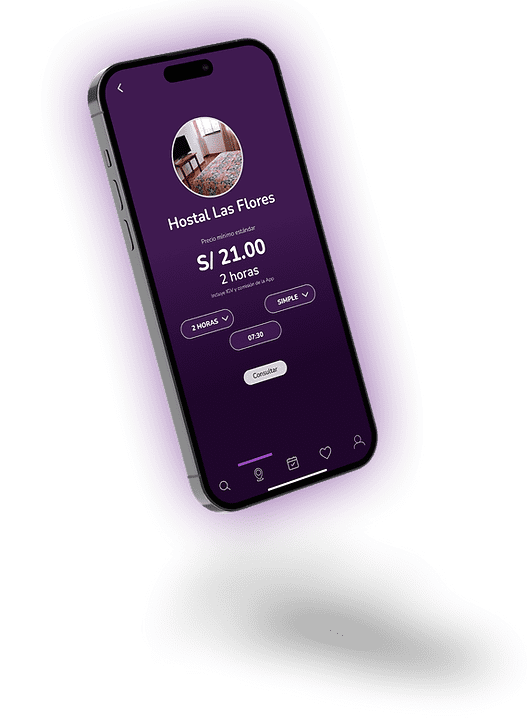 Hostal Las Flores
Precio mínimo estándar
S/ 21.00
2 horas
Incluye IGV y comisión de la App
2 HORAS
SIMPLE
07:30
Consultar